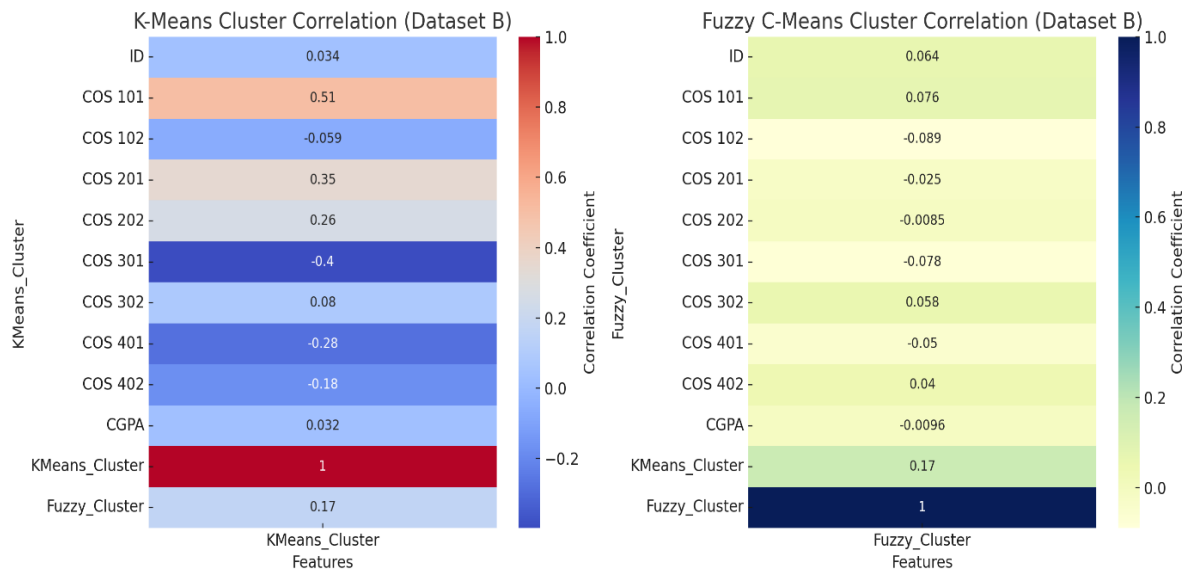 K-Means Cluster Correlation (Dataset B)
KMeans_Cluster
ID
0.034
COS 101
0.51
COS 102
-0.059
COS 201
0.35
COS 202
0.26
COS 301
-0.4
COS 302
0.08
COS 401
-0.28
COS 402
-0.18
CGPA
0.032
KMeans_Cluster
1
Fuzzy_Cluster
0.17
KMeans_Cluster
Features
1.0
0.8
0.6
0.4
0.2
0.0
−0.2
Correlation Coefficient
Fuzzy C-Means Cluster Correlation (Dataset B)
Fuzzy_Cluster
ID
0.064
COS 101
0.076
COS 102
-0.089
COS 201
-0.025
COS 202
-0.0085
COS 301
-0.078
COS 302
0.058
COS 401
-0.05
COS 402
0.04
CGPA
-0.0096
KMeans_Cluster
0.17
Fuzzy_Cluster
1
Fuzzy_Cluster
Features
1.0
0.8
0.6
0.4
0.2
0.0
Correlation Coefficient